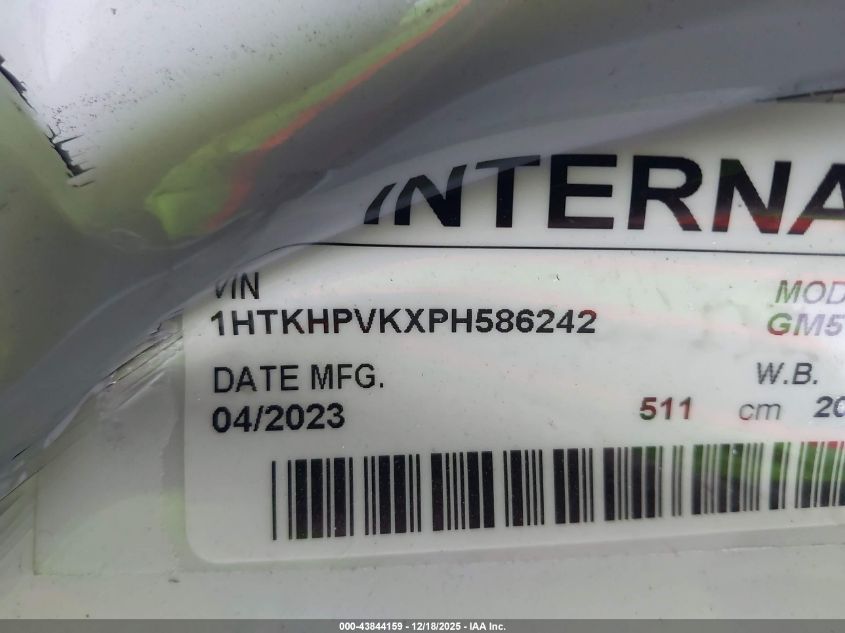 INTERNA
VIN
1HTKHPVKXPH586242
MOD
GM5
DATE MFG.
04/2023
W.B.
511 cm 20
000-43844159 - 12/18/2025 - IAA Inc.